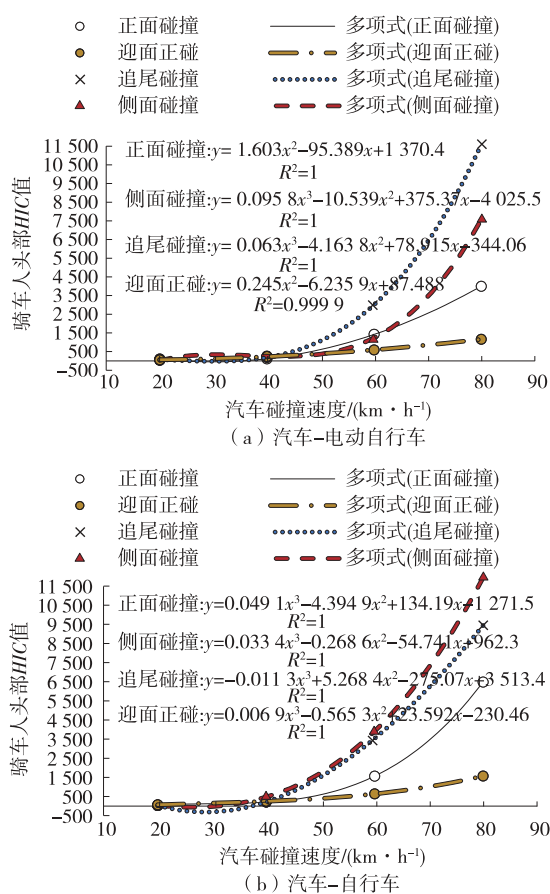 正面碰撞 多项式(正面碰撞)
迎面正碰 多项式(迎面正碰)
追尾碰撞 多项式(追尾碰撞)
侧面碰撞 多项式(侧面碰撞)
骑车人头部HIC值
11 500
9 500
7 500
5 500
3 500
1 500
-500
正面碰撞:y= 1.603x²-95.389x+1 370.4
R²=1
侧面碰撞:y= 0.095 8x³-10.539x²+375.37x-4 025.5
R²=1
追尾碰撞:y= 0.063x³-4.163 8x²+78.915x-344.06
R²=1
迎面正碰:y= 0.245x²-6.235 9x+87.488
R²=0.999 9
10 20 30 40 50 60 70 80 90
汽车碰撞速度/(km·h⁻¹)
(a)汽车-电动自行车
正面碰撞 多项式(正面碰撞)
迎面正碰 多项式(迎面正碰)
追尾碰撞 多项式(追尾碰撞)
侧面碰撞 多项式(侧面碰撞)
骑车人头部HIC值
11 500
10 500
9 500
8 500
7 500
6 500
5 500
4 500
3 500
2 500
1 500
500
-500
正面碰撞:y=0.049 1x³-4.394 9x²+134.19x-1 271.5
R²=1
侧面碰撞:y=0.033 4x³-0.268 6x²-54.741x+962.3
R²=1
追尾碰撞:y=-0.011 3x³+5.268 4x²-275.07x+3 513.4
R²=1
迎面正碰:y=0.006 9x³-0.565 3x²+23.592x-230.46
R²=1
10 20 30 40 50 60 70 80 90
汽车碰撞速度/(km·h⁻¹)
(b)汽车-自行车